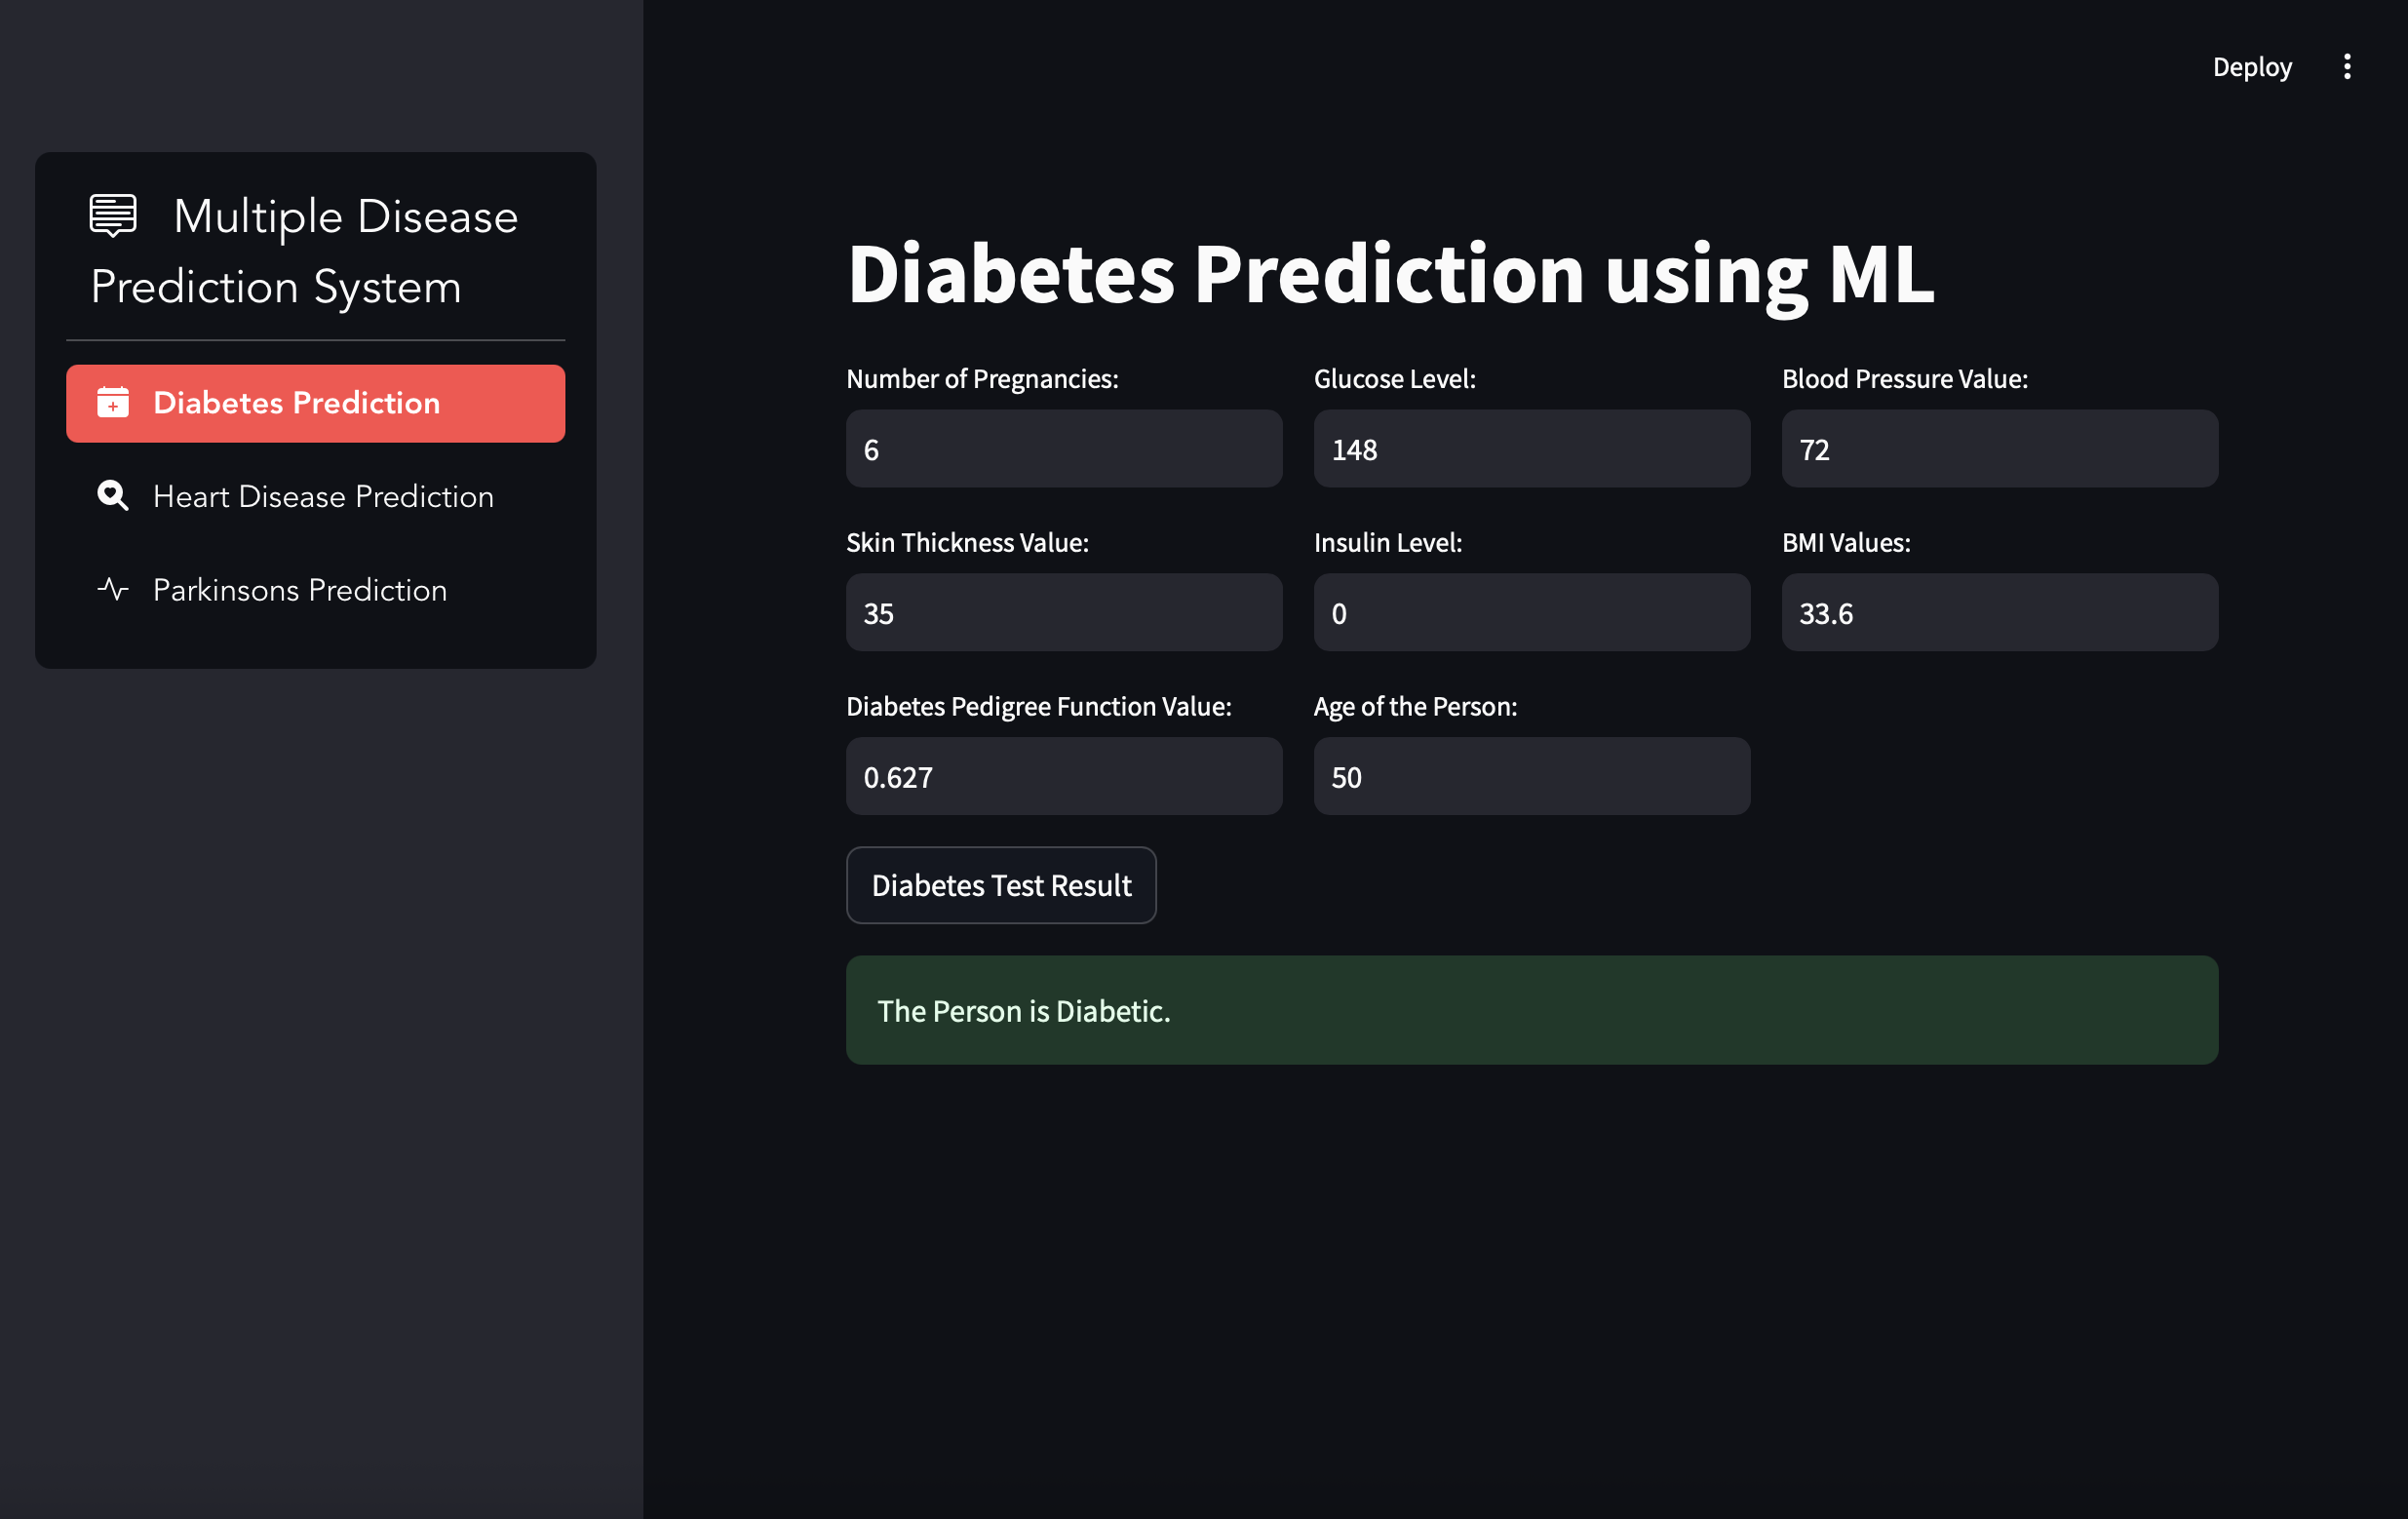 Deploy
Multiple Disease
Prediction System
Diabetes Prediction
Heart Disease Prediction
Parkinsons Prediction
Diabetes Prediction using ML
Number of Pregnancies:
6
Glucose Level:
148
Blood Pressure Value:
72
Skin Thickness Value:
35
Insulin Level:
0
BMI Values:
33.6
Diabetes Pedigree Function Value:
0.627
Age of the Person:
50
Diabetes Test Result
The Person is Diabetic.